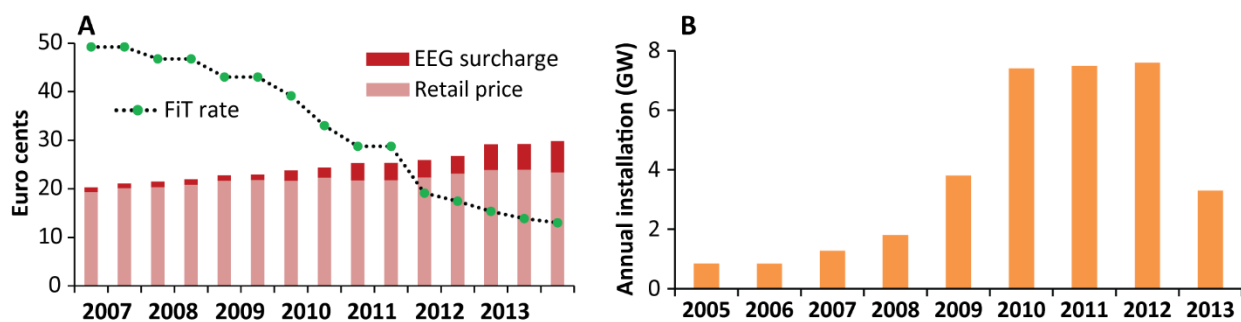 A
Euro cents
50
40
30
20
10
0
EEG surcharge
Retail price
FiT rate
2007 2008 2009 2010 2011 2012 2013
B
Annual installation (GW)
8
6
4
2
0
2005 2006 2007 2008 2009 2010 2011 2012 2013